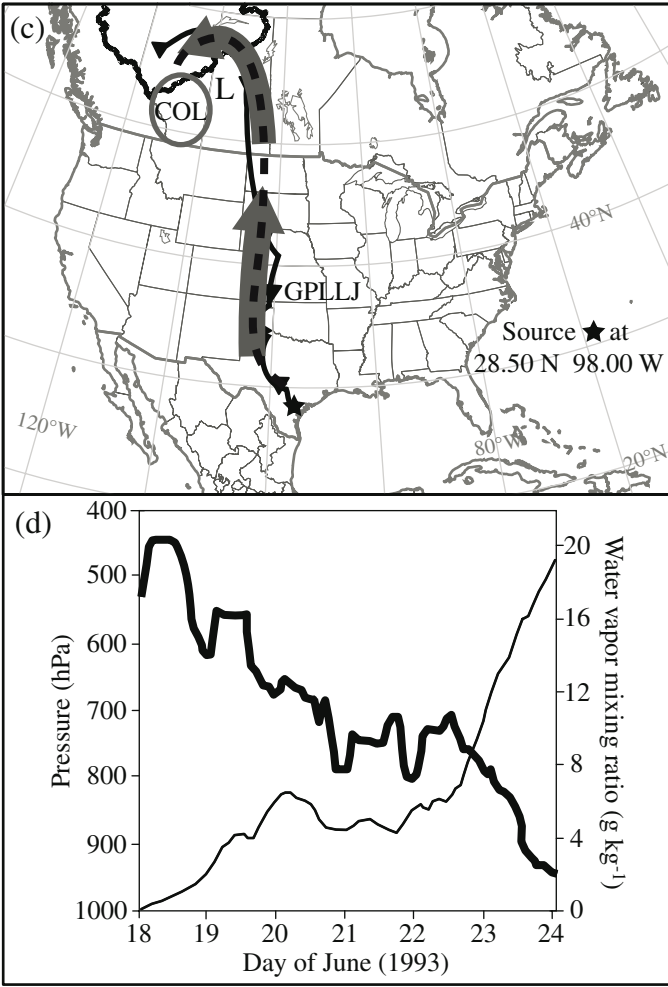 (c)
L
COL
40°N
GPLLJ
Source ★ at
28.50 N 98.00 W
120°W
80°W
20°N
(d)
400
500
600
700
800
900
1000
Pressure (hPa)
20
16
12
8
4
0
Water vapor mixing ratio (g kg⁻¹)
18 19 20 21 22 23 24
Day of June (1993)